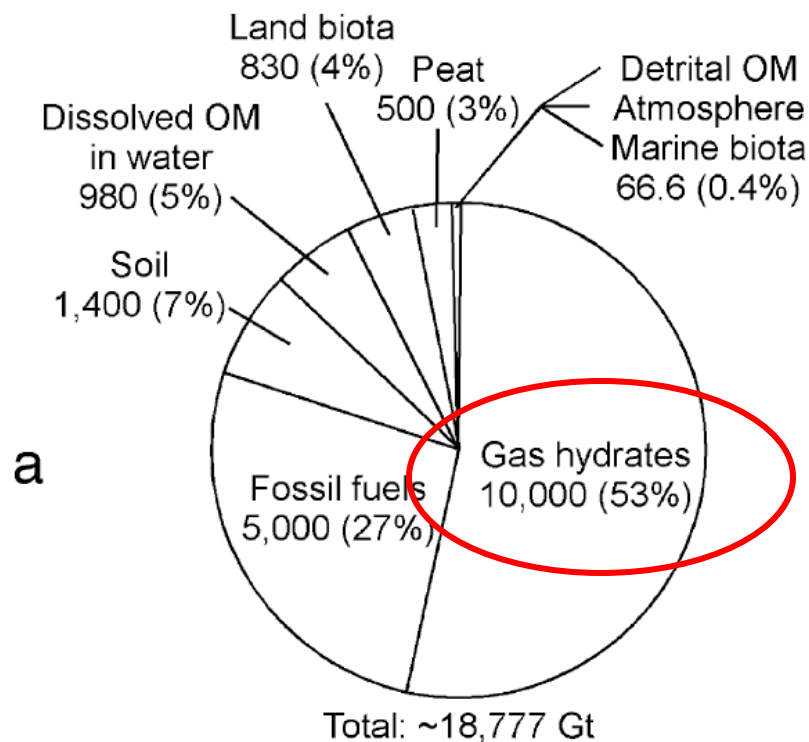 Land biota
830 (4%)
Peat
500 (3%)
Detrital OM
Atmosphere
Marine biota
66.6 (0.4%)
Dissolved OM
in water
980 (5%)
Soil
1,400 (7%)
a
Fossil fuels
5,000 (27%)
Gas hydrates
10,000 (53%)
Total: ~18,777 Gt